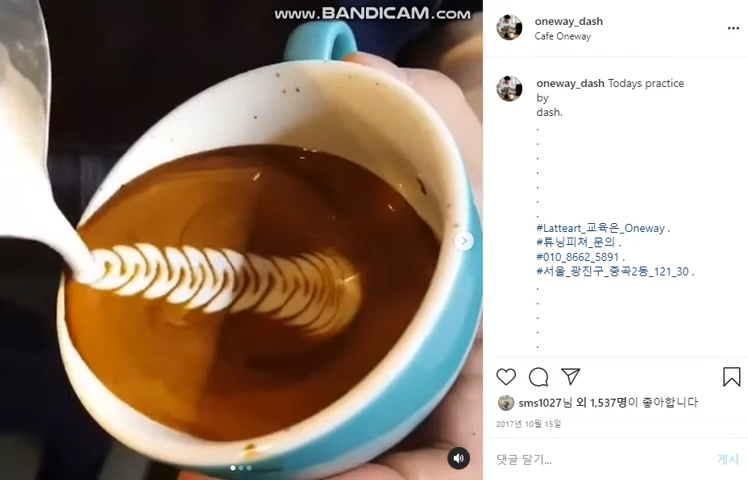 www.BANDICAM.com
oneway_dash
Cafe Oneway
oneway_dash Todays practice
by
dash.
.
.
.
.
.
.
.
#Latteart_교육은_Oneway .
#튜닝피쳐_문의 .
#010_8662_5891 .
#서울_광진구_중곡2동_121_30 .
.
.
.
.
.
sms1027님 외 1,537명이 좋아합니다
2017년 10월 15일
댓글 달기...
게시